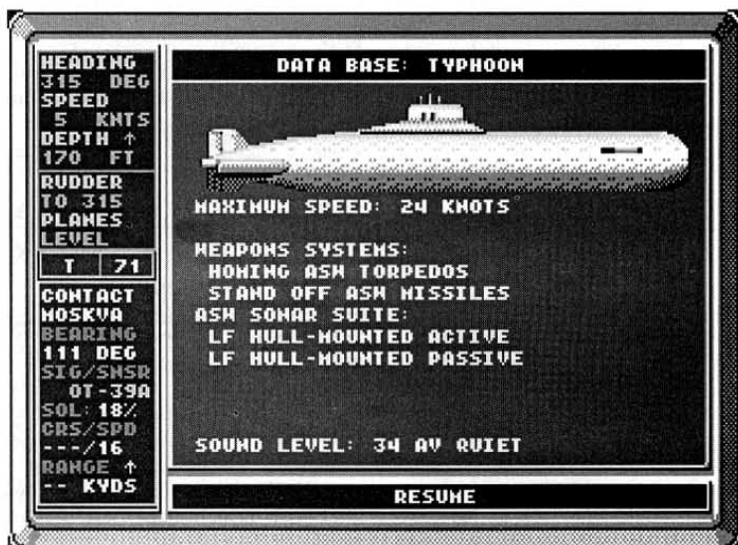 HEADING
315 DEG
SPEED
5 KNTS
DEPTH ↑
170 FT
RUDDER
TO 315
PLANES
LEVEL
T 71
CONTACT
MOSKVA
BEARING
111 DEG
SIG/SNSR
OT-39A
SOL: 18%
CRS/SPD
---/16
RANGE ↑
-- KYDS
DATA BASE: TYPHOON
MAXIMUM SPEED: 24 KNOTS
WEAPONS SYSTEMS:
HOMING ASW TORPEDOS
STAND OFF ASW MISSILES
ASW SONAR SUITE:
LF HULL-MOUNTED ACTIVE
LF HULL-MOUNTED PASSIVE
SOUND LEVEL: 34 AV QUIET
RESUME